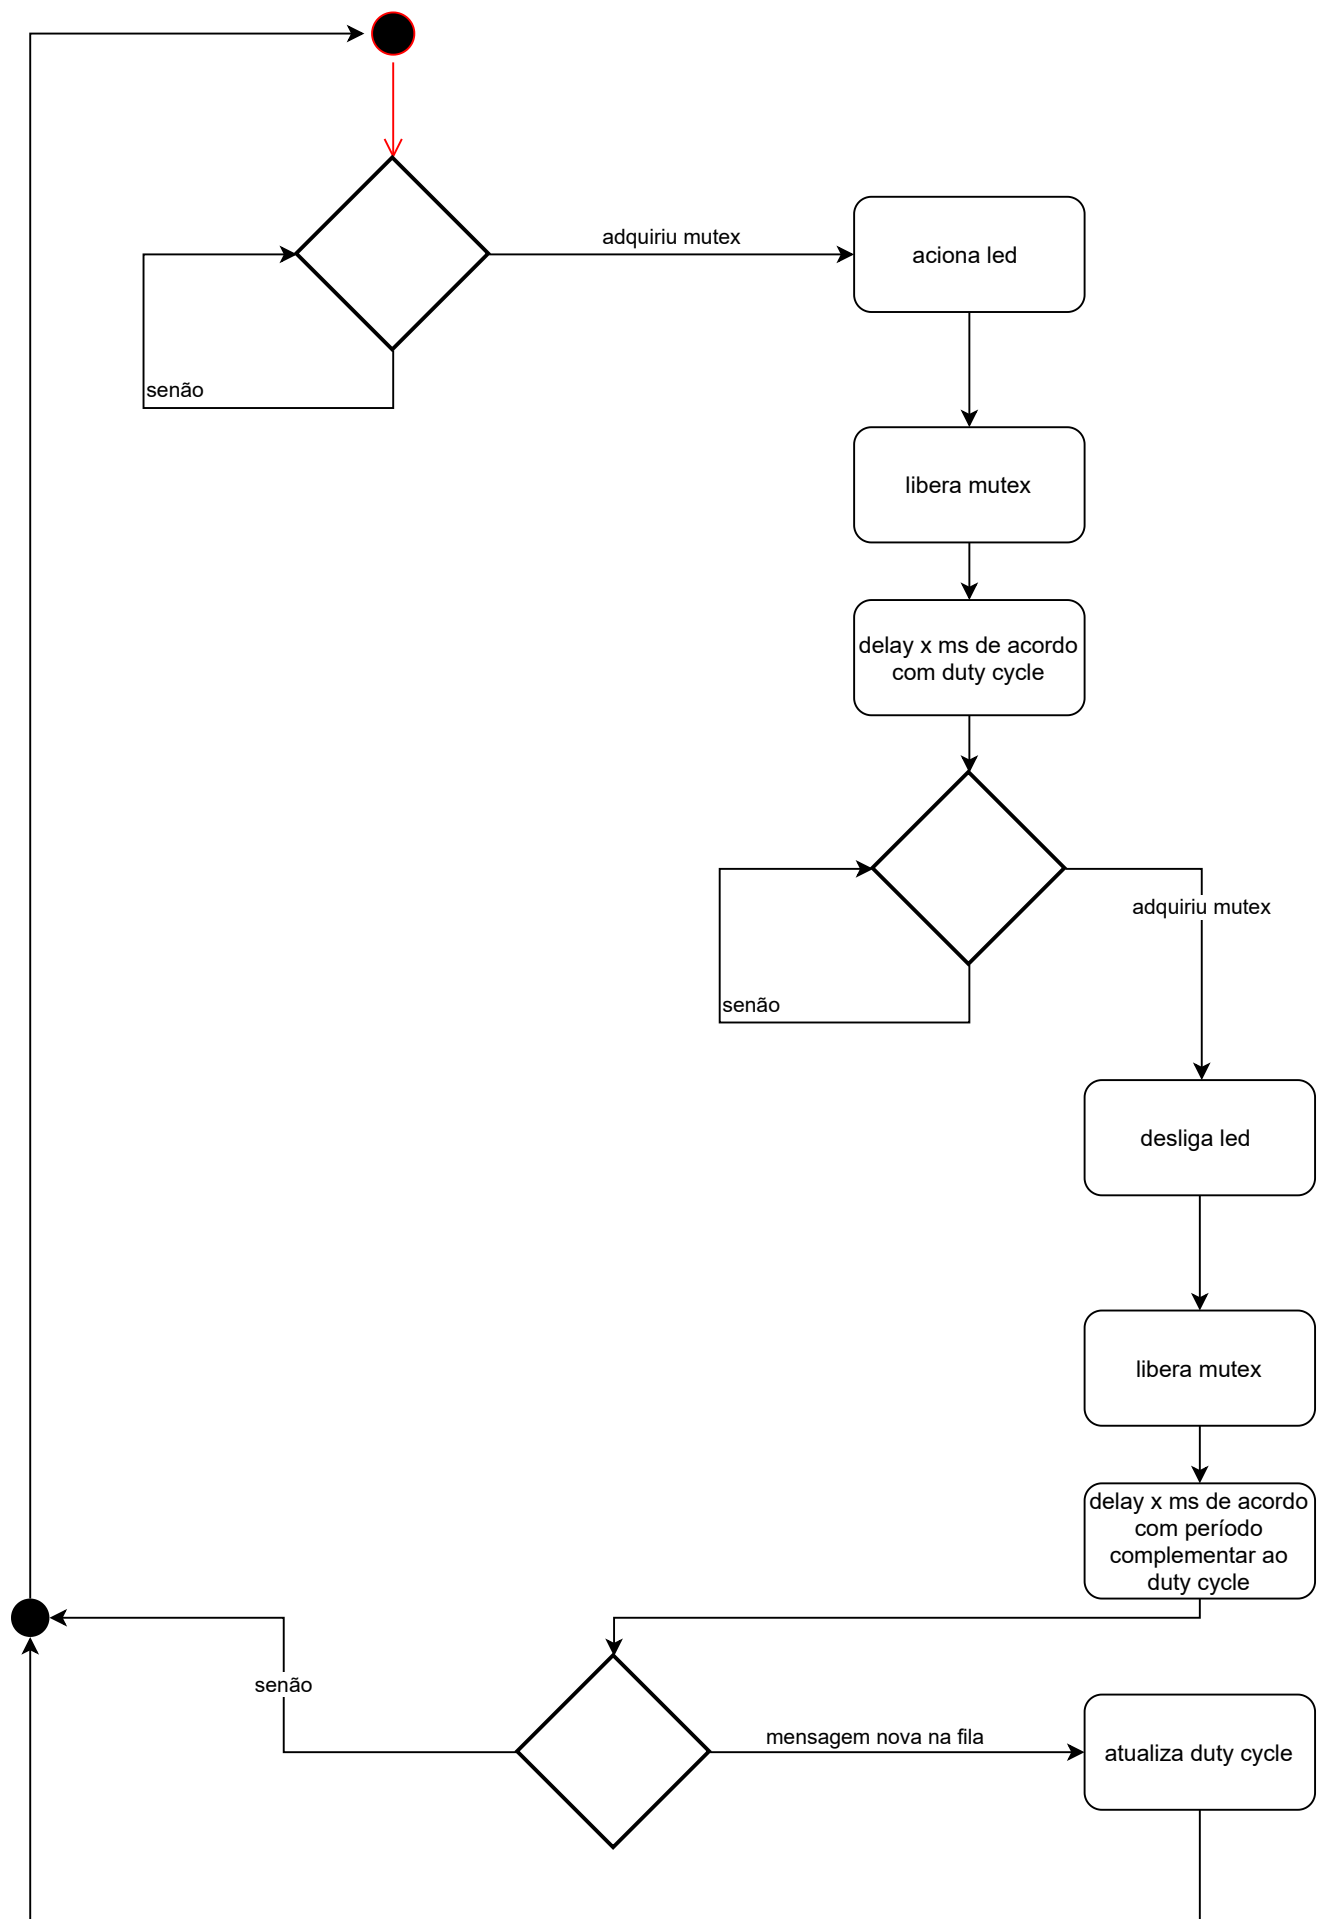 adquiriu mutex
aciona led
senão
libera mutex
delay x ms de acordo
com duty cycle
adquiriu mutex
senão
desliga led
libera mutex
delay x ms de acordo
com período
complementar ao
duty cycle
senão
mensagem nova na fila
atualiza duty cycle